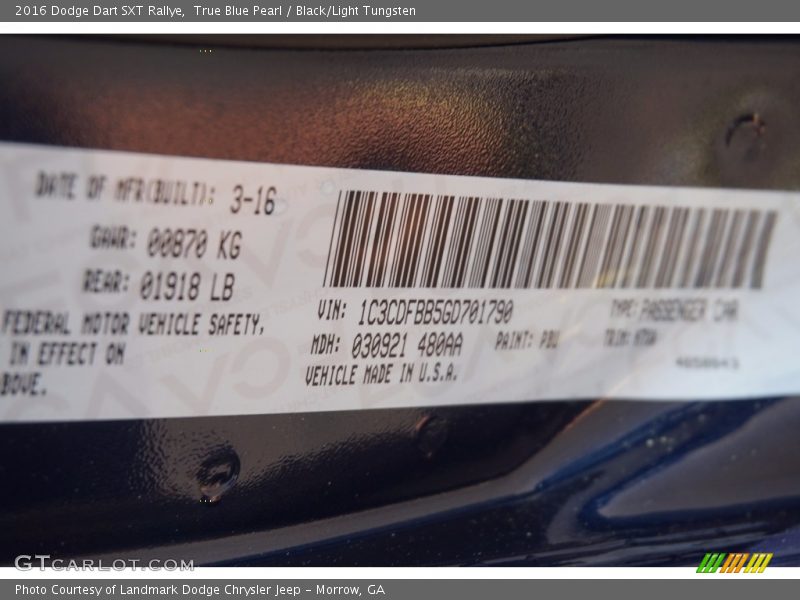 2016 Dodge Dart SXT Rallye,  True Blue Pearl / Black/Light Tungsten
DATE OF MFR(BUILT): 3-16
GAWR: 00870 KG
REAR: 01918 LB
FEDERAL MOTOR VEHICLE SAFETY,
IN EFFECT ON
BOVE.
VIN: 1C3CDFBB5GD701790
TYPE: PASSENGER CAR
MDH: 030921 480AA
PAINT: PBU
TRIM:
VEHICLE MADE IN U.S.A.
GTCARLOT.COM
Photo Courtesy of Landmark Dodge Chrysler Jeep - Morrow, GA